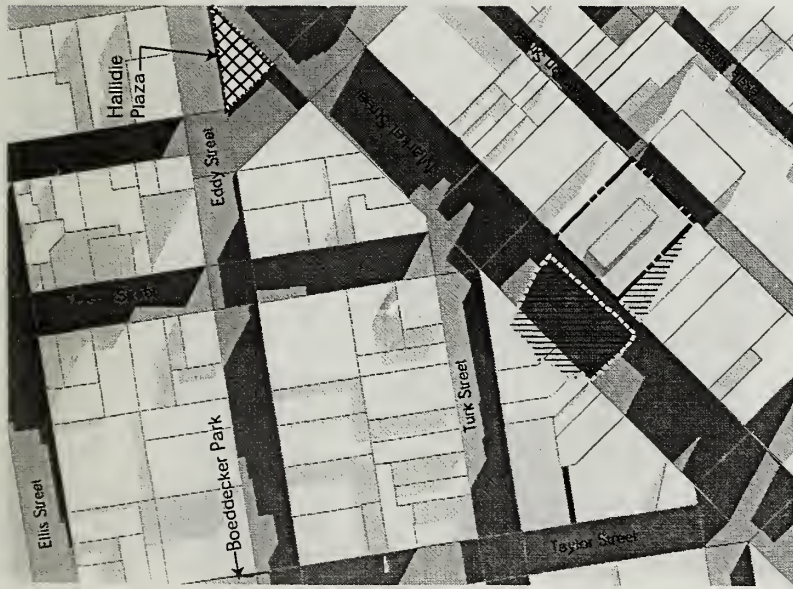 Hallidie
Plaza
Eddy Street
Market Street
Ellis Street
Boeddecker Park
Turk Street
Taylor Street